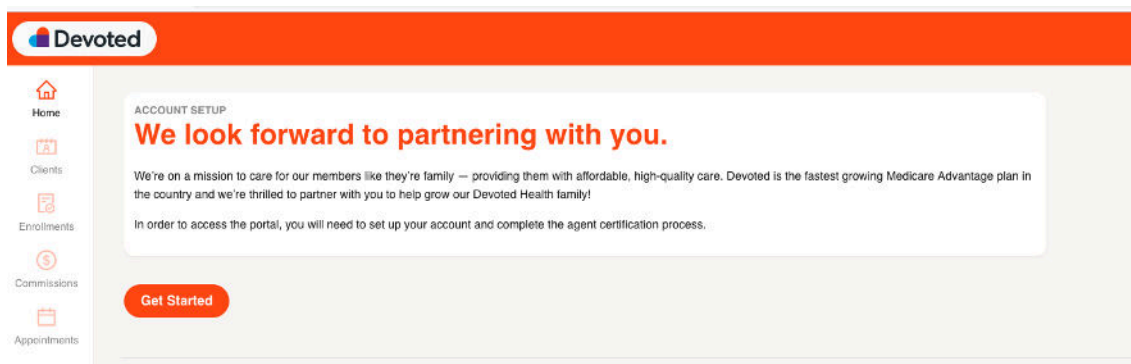 Devoted
Home
Clients
Enrollments
Commissions
Appointments
ACCOUNT SETUP
We look forward to partnering with you.
We're on a mission to care for our members like they're family — providing them with affordable, high-quality care. Devoted is the fastest growing Medicare Advantage plan in
the country and we're thrilled to partner with you to help grow our Devoted Health family!
In order to access the portal, you will need to set up your account and complete the agent certification process.
Get Started